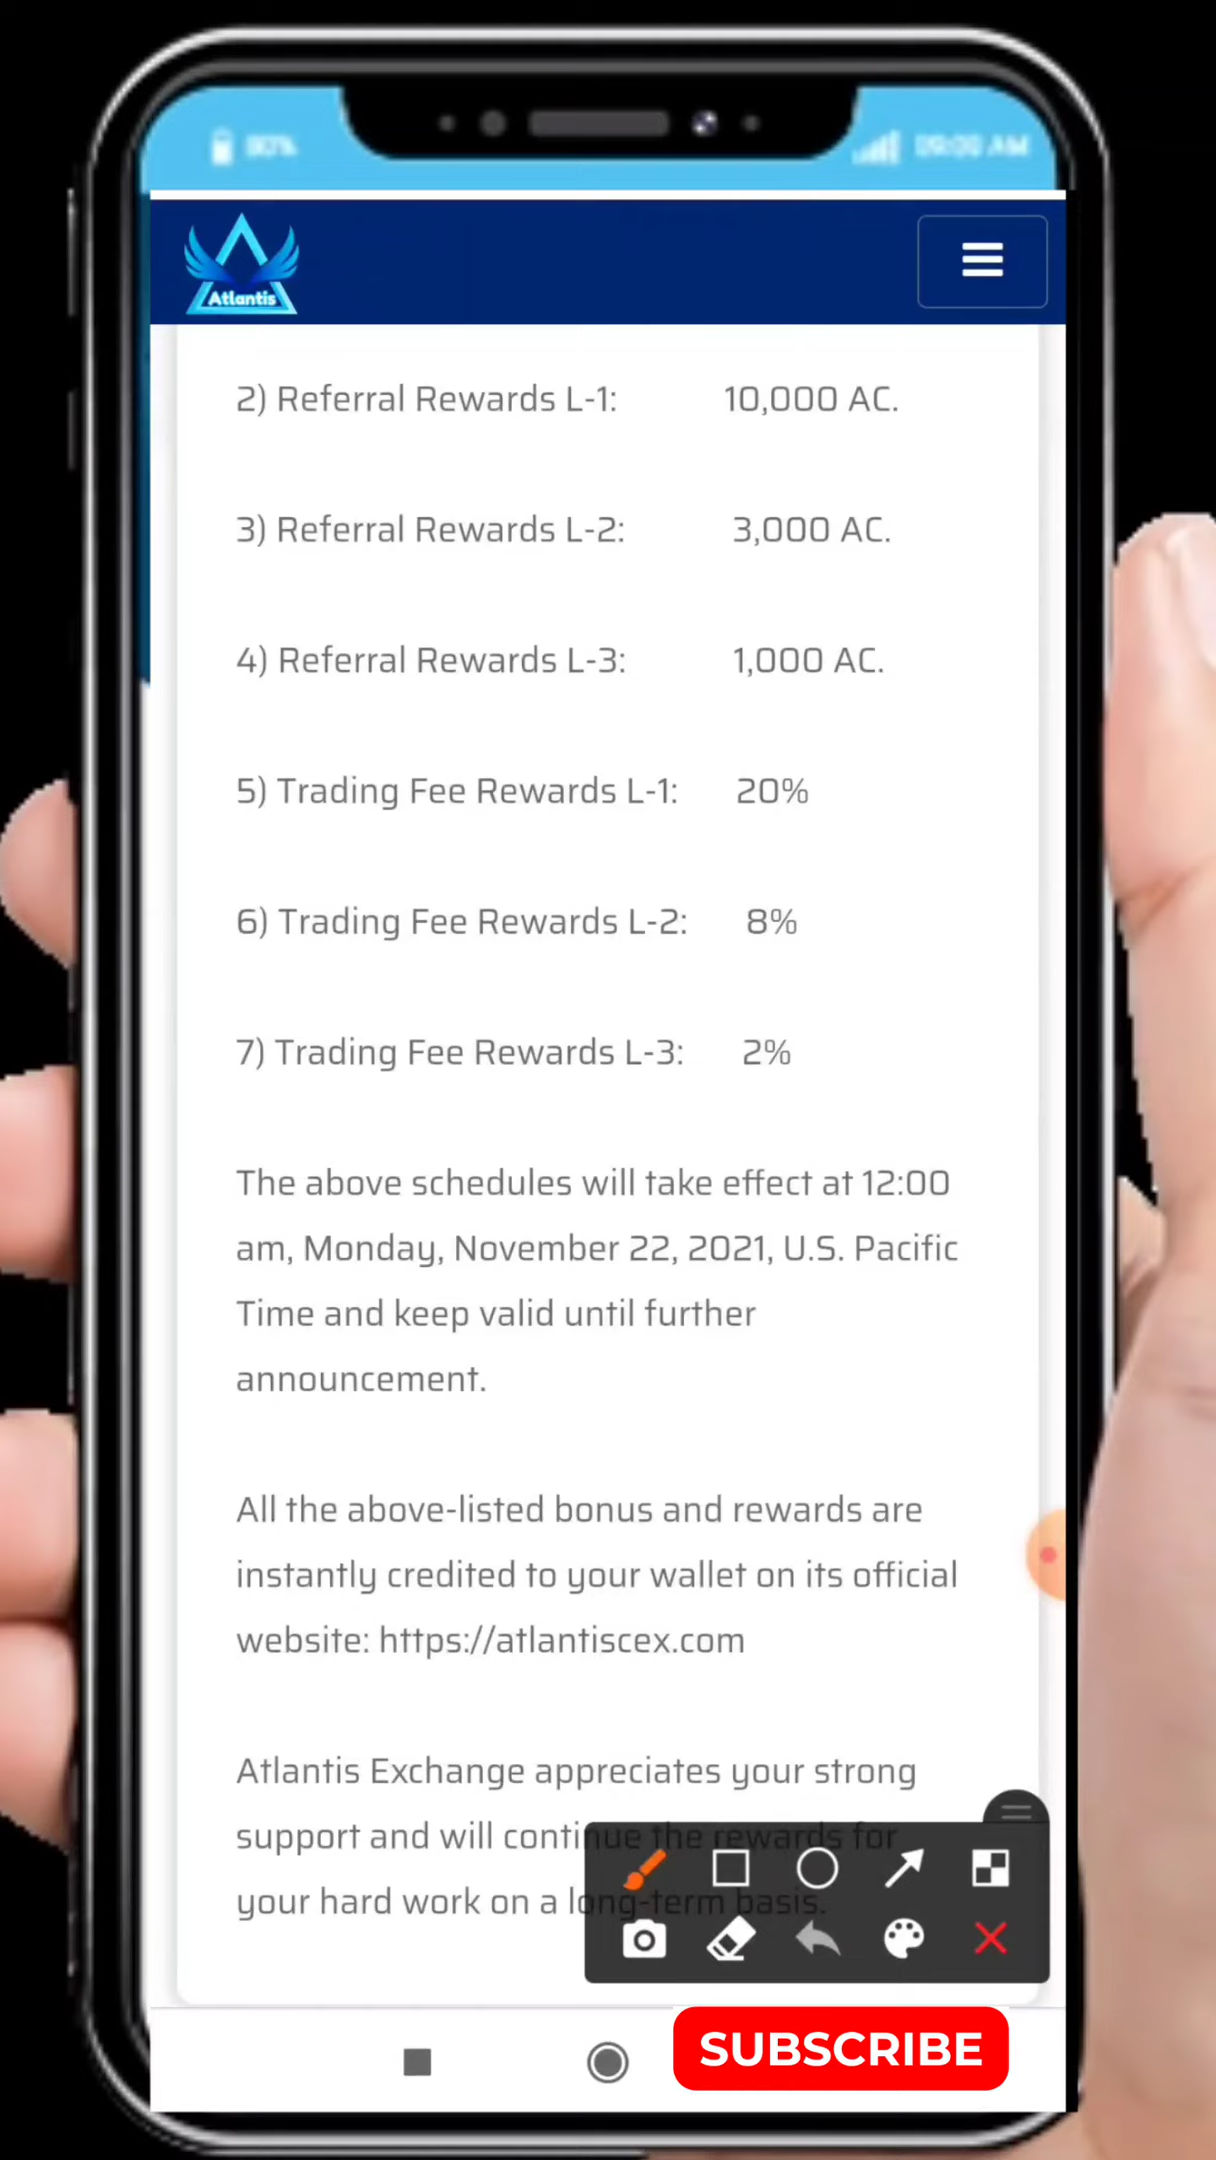 90%
09:00 AM
Atlantis
2) Referral Rewards L-1: 10,000 AC.
3) Referral Rewards L-2: 3,000 AC.
4) Referral Rewards L-3: 1,000 AC.
5) Trading Fee Rewards L-1: 20%
6) Trading Fee Rewards L-2: 8%
7) Trading Fee Rewards L-3: 2%
The above schedules will take effect at 12:00
am, Monday, November 22, 2021, U.S. Pacific
Time and keep valid until further
announcement.
All the above-listed bonus and rewards are
instantly credited to your wallet on its official
website: https://atlantiscex.com
Atlantis Exchange appreciates your strong
support and will continue the rewards for
your hard work on a long-term basis.
SUBSCRIBE